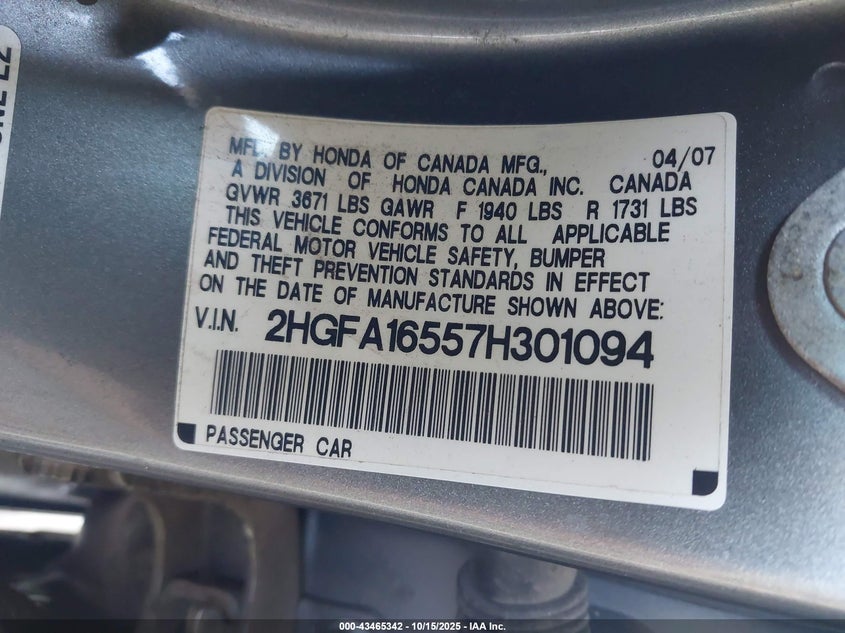 MFD. BY HONDA OF CANADA MFG., 04/07
A DIVISION OF HONDA CANADA INC. CANADA
GVWR 3671 LBS GAWR F 1940 LBS R 1731 LBS
THIS VEHICLE CONFORMS TO ALL APPLICABLE
FEDERAL MOTOR VEHICLE SAFETY, BUMPER
AND THEFT PREVENTION STANDARDS IN EFFECT
ON THE DATE OF MANUFACTURE SHOWN ABOVE:
V.I.N. 2HGFA16557H301094
PASSENGER CAR
000-43465342 - 10/15/2025 - IAA Inc.